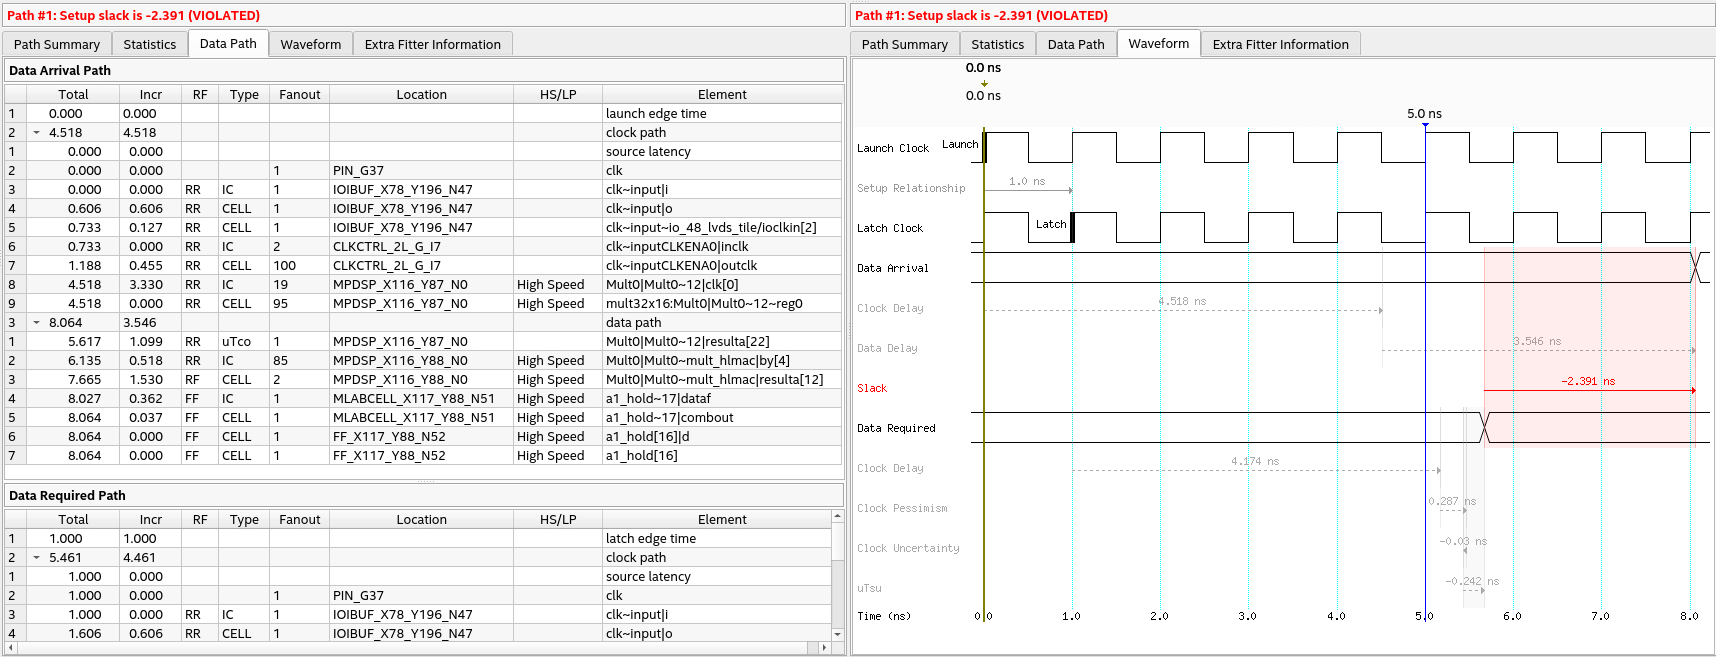 Path #1: Setup slack is -2.391 (VIOLATED)
Path Summary Statistics Data Path Waveform Extra Fitter Information
Data Arrival Path
Total Incr RF Type Fanout Location HS/LP Element
1 0.000 0.000 launch edge time
2 4.518 4.518 clock path
1 0.000 0.000 source latency
2 0.000 0.000 1 PIN_G37 clk
3 0.000 0.000 RR IC 1 IOIBUF_X78_Y196_N47 clk~input|i
4 0.606 0.606 RR CELL 1 IOIBUF_X78_Y196_N47 clk~input|o
5 0.733 0.127 RR CELL 1 IOIBUF_X78_Y196_N47 clk~input~io_48_lvds_tile/ioclkin[2]
6 0.733 0.000 RR IC 2 CLKCTRL_2L_G_I7 clk~inputCLKENA0|inclk
7 1.188 0.455 RR CELL 100 CLKCTRL_2L_G_I7 clk~inputCLKENA0|outclk
8 4.518 3.330 RR IC 19 MPDSP_X116_Y87_N0 High Speed Mult0|Mult0~12|clk[0]
9 4.518 0.000 RR CELL 95 MPDSP_X116_Y87_N0 High Speed mult32x16:Mult0|Mult0~12~reg0
3 8.064 3.546 data path
1 5.617 1.099 RR uTco 1 MPDSP_X116_Y87_N0 Mult0|Mult0~12|resulta[22]
2 6.135 0.518 RR IC 85 MPDSP_X116_Y88_N0 High Speed Mult0|Mult0~mult_hlmac|by[4]
3 7.665 1.530 RF CELL 2 MPDSP_X116_Y88_N0 High Speed Mult0|Mult0~mult_hlmac|resulta[12]
4 8.027 0.362 FF IC 1 MLABCELL_X117_Y88_N51 High Speed a1_hold~17|dataf
5 8.064 0.037 FF CELL 1 MLABCELL_X117_Y88_N51 High Speed a1_hold~17|combout
6 8.064 0.000 FF CELL 1 FF_X117_Y88_N52 High Speed a1_hold[16]|d
7 8.064 0.000 FF CELL 1 FF_X117_Y88_N52 High Speed a1_hold[16]
Data Required Path
Total Incr RF Type Fanout Location HS/LP Element
1 1.000 1.000 latch edge time
2 5.461 4.461 clock path
1 1.000 0.000 source latency
2 1.000 0.000 1 PIN_G37 clk
3 1.000 0.000 RR IC 1 IOIBUF_X78_Y196_N47 clk~input|i
4 1.606 0.606 RR CELL 1 IOIBUF_X78_Y196_N47 clk~input|o
Path #1: Setup slack is -2.391 (VIOLATED)
Path Summary Statistics Data Path Waveform Extra Fitter Information
0.0 ns
0.0 ns
5.0 ns
Launch Clock Launch
Setup Relationship 1.0 ns
Latch Clock Latch
Data Arrival
Clock Delay 4.518 ns
Data Delay 3.546 ns
Slack -2.391 ns
Data Required
Clock Delay 4.174 ns
Clock Pessimism 0.287 ns
Clock Uncertainty -0.03 ns
uTsu -0.242 ns
Time (ns) 0.0 1.0 2.0 3.0 4.0 5.0 6.0 7.0 8.0